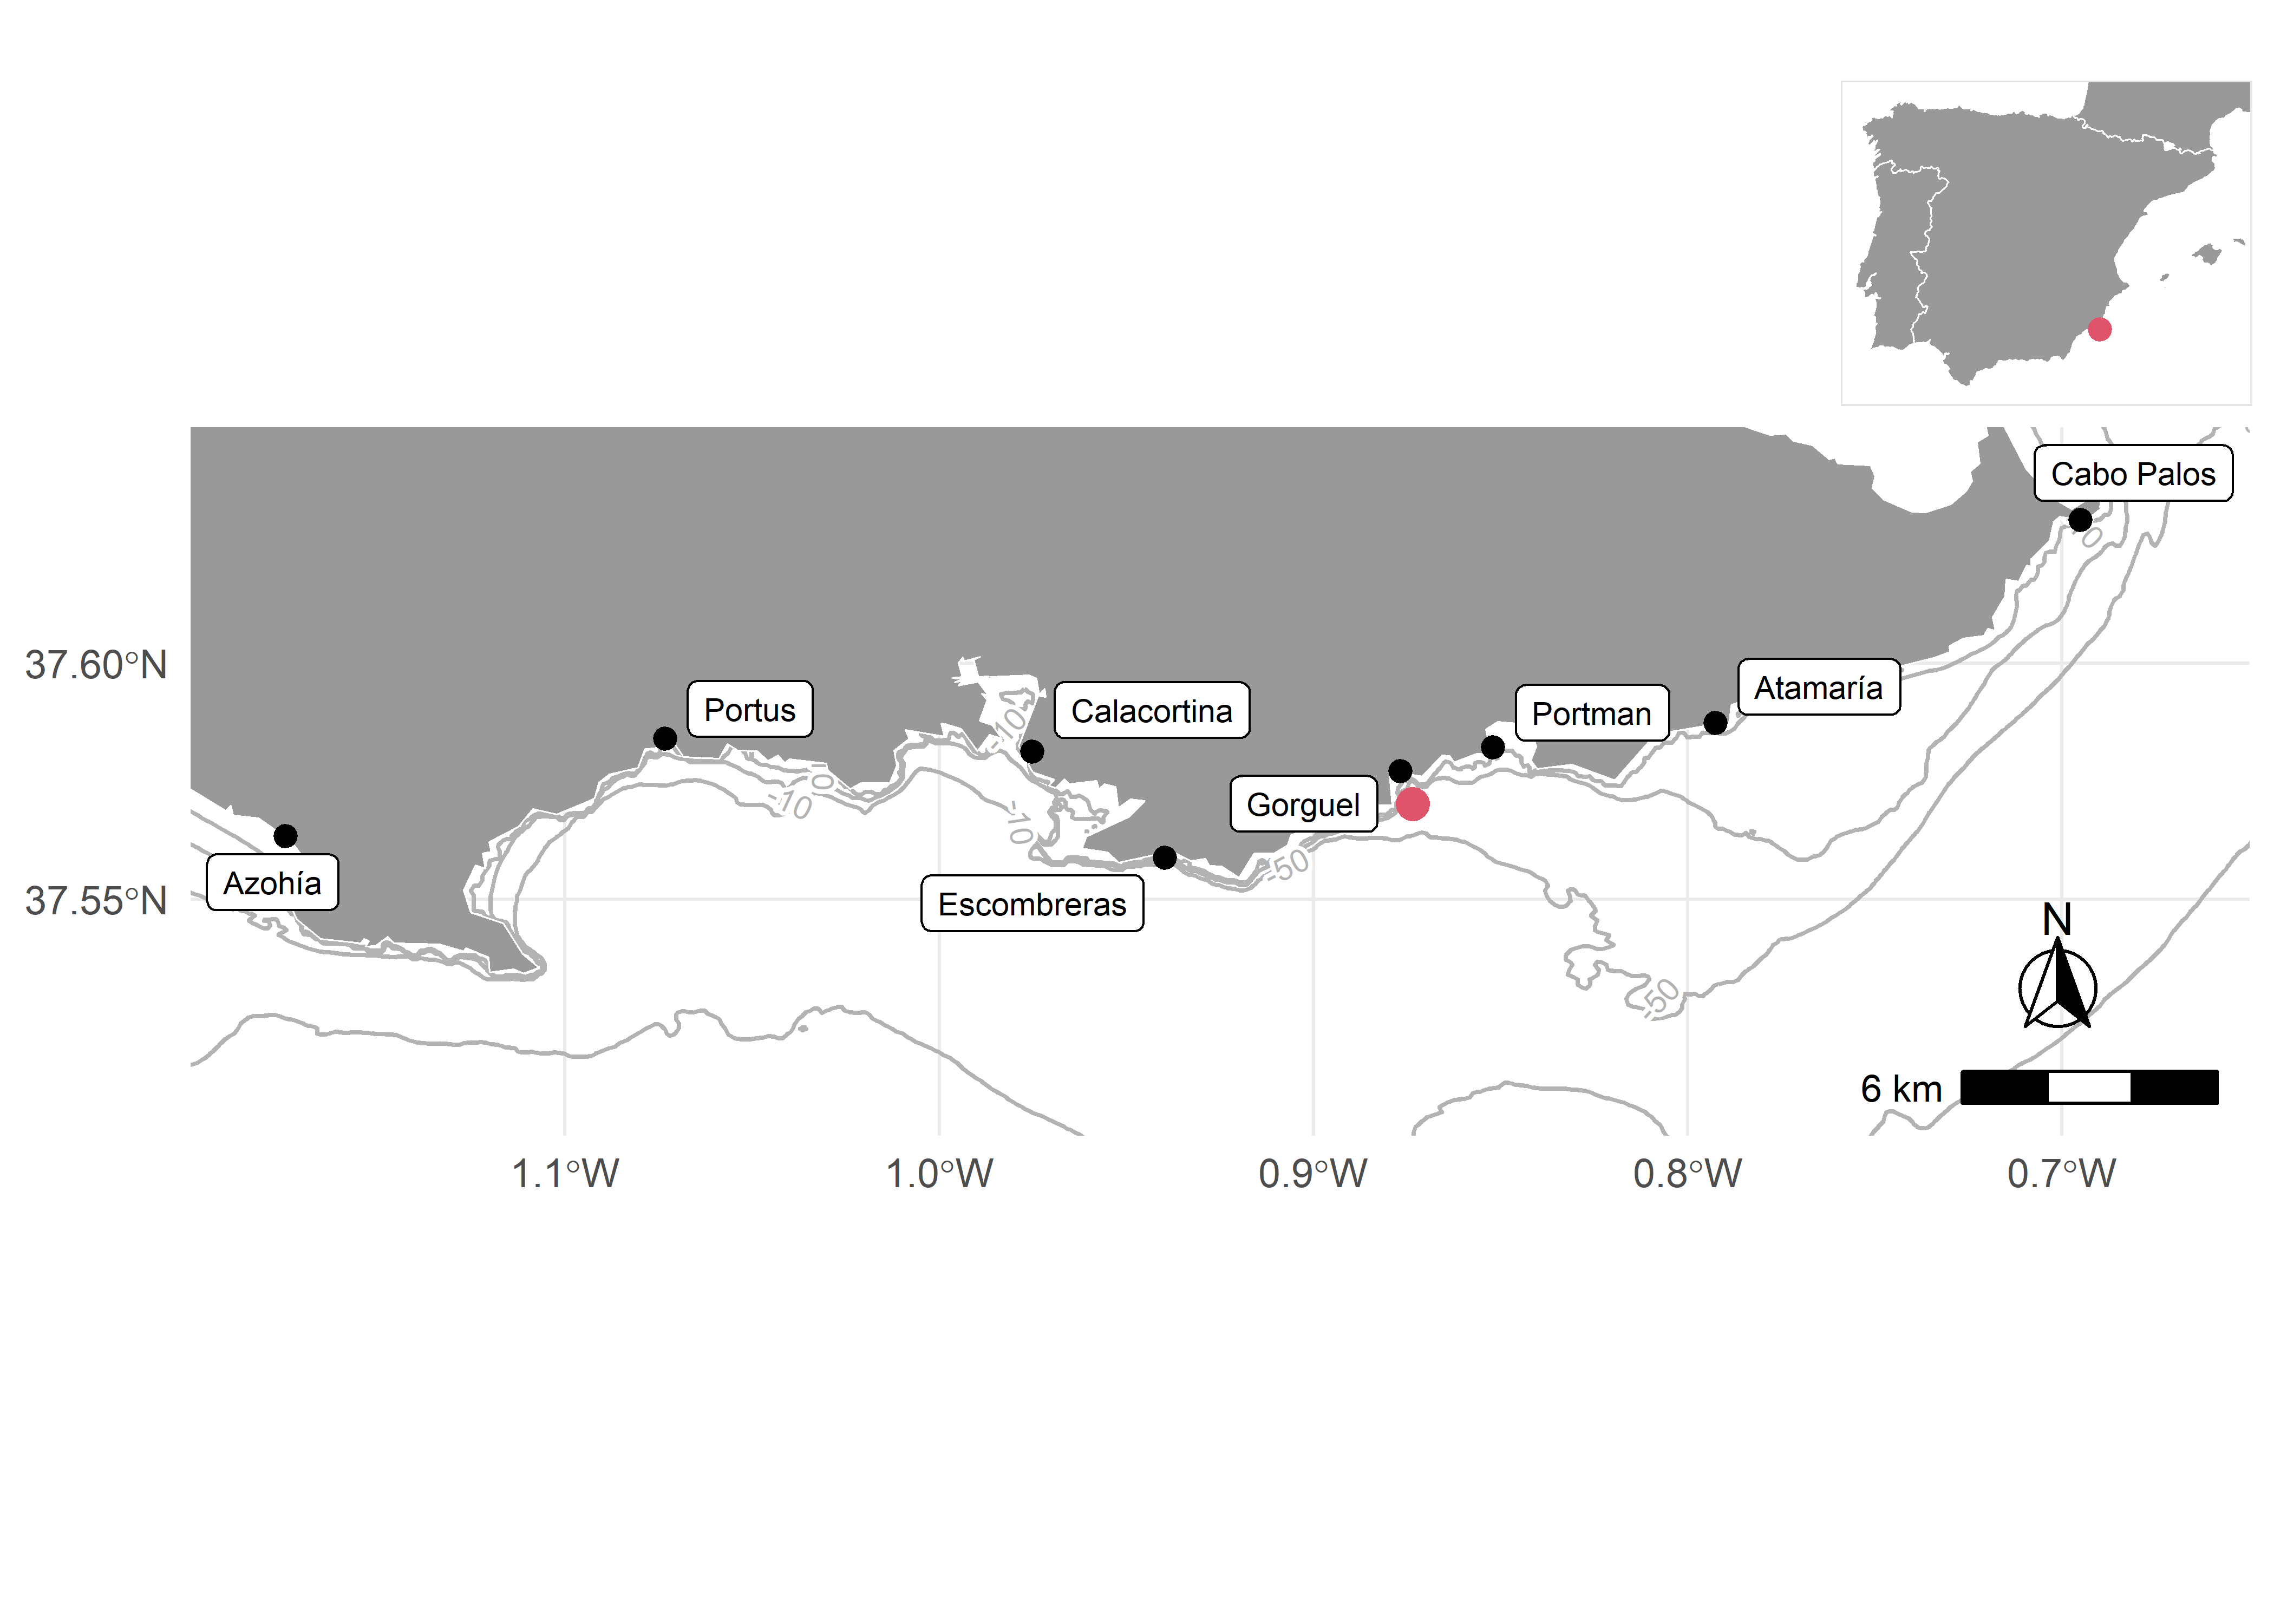 Cabo Palos
37.60°N
Atamaría
Portus
Calacortina
Portman
-10
10
-10
-10
Gorguel
Azohía
-50
37.55°N
Escombreras
N
-50
6 km
1.1°W
1.0°W
0.9°W
0.8°W
0.7°W